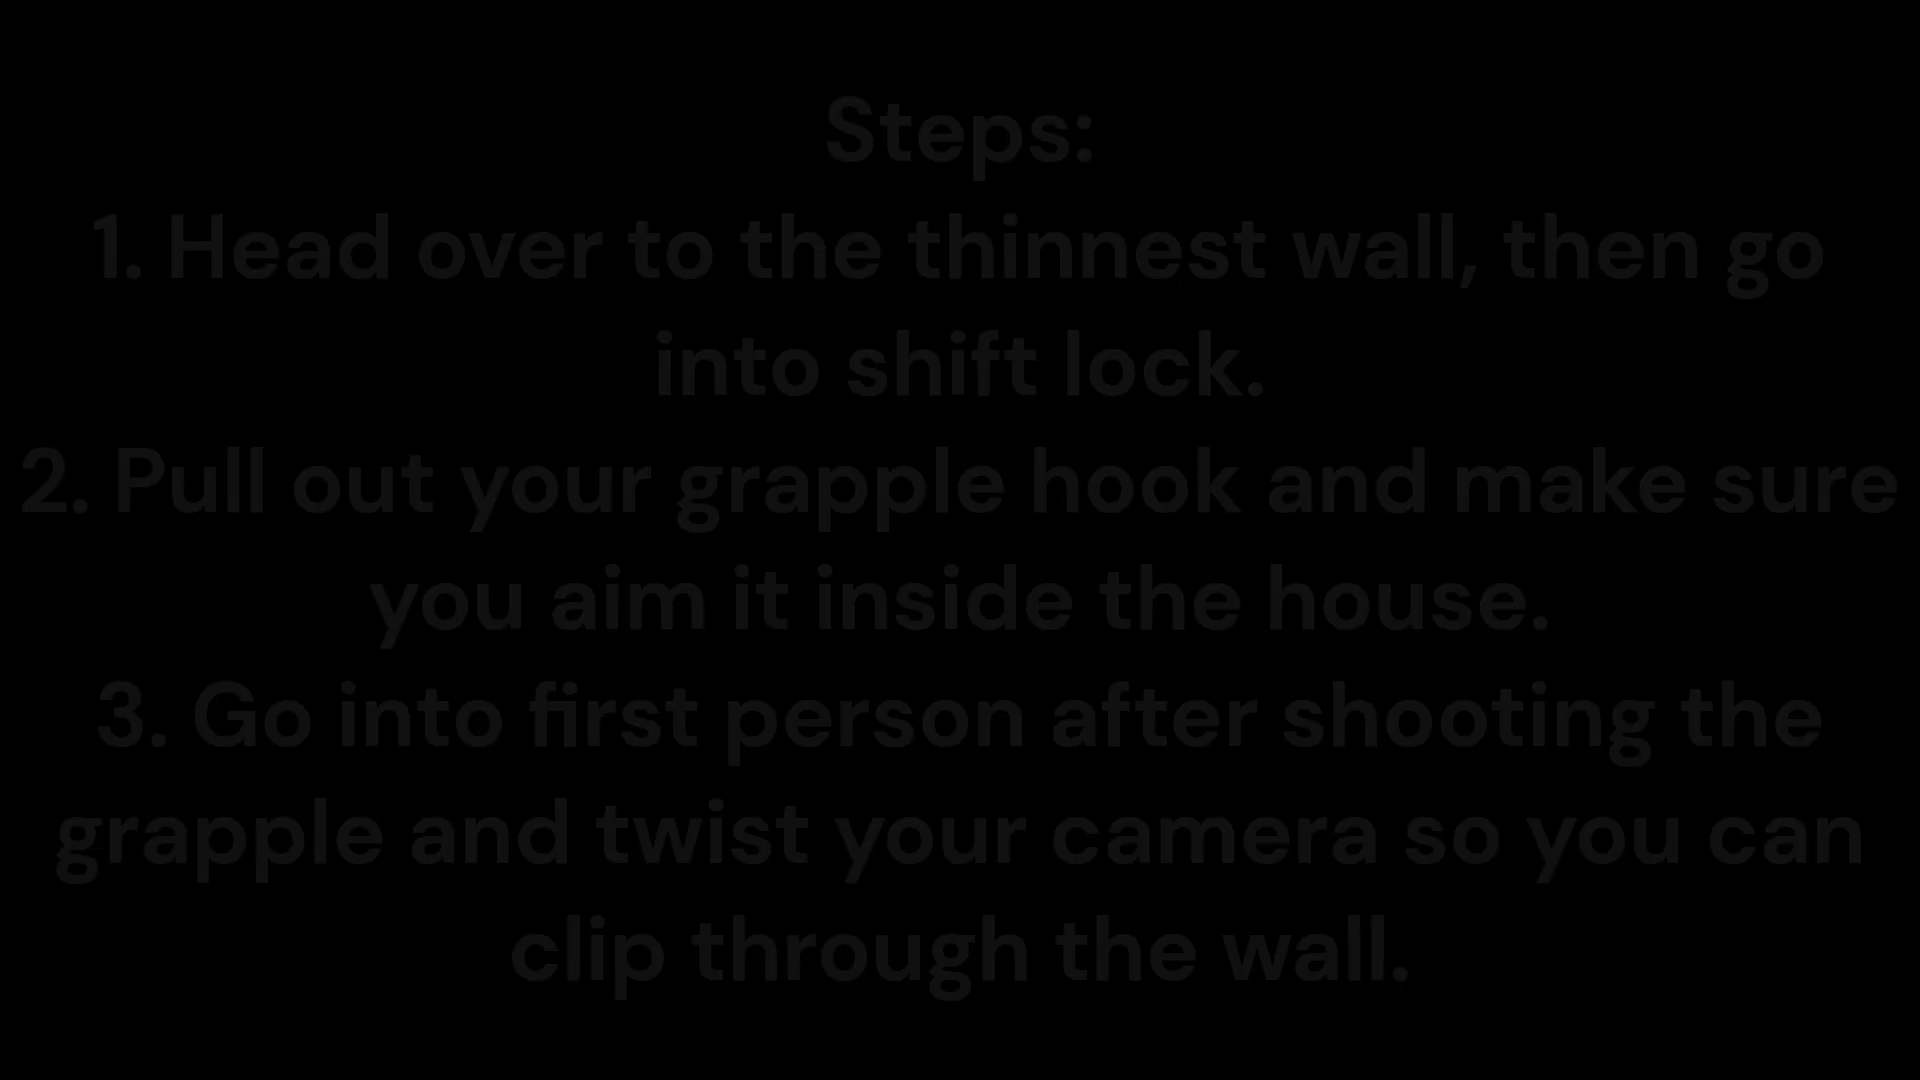 Steps:
1. Head over to the thinnest wall, then go
into shift lock.
2. Pull out your grapple hook and make sure
you aim it inside the house.
3. Go into first person after shooting the
grapple and twist your camera so you can
clip through the wall.